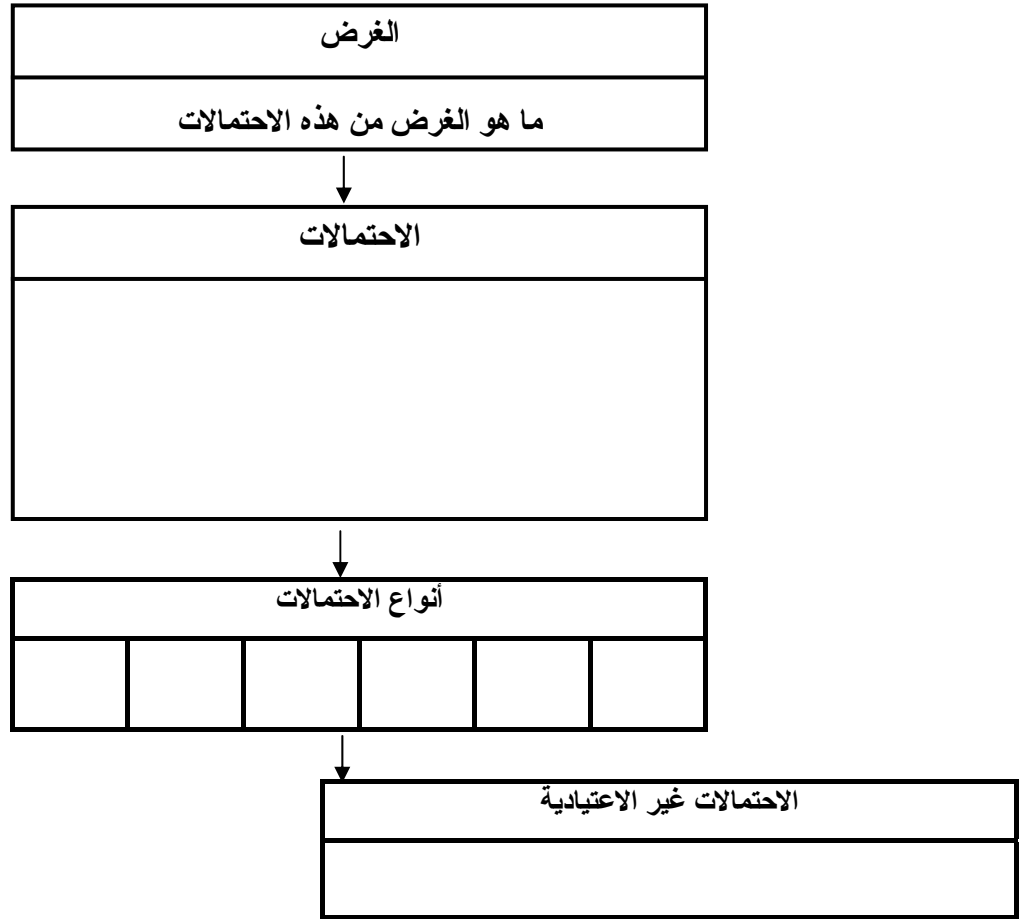 الغرض
ما هو الغرض من هذه الاحتمالات
الاحتمالات
أنواع الاحتمالات
الاحتمالات غير الاعتيادية